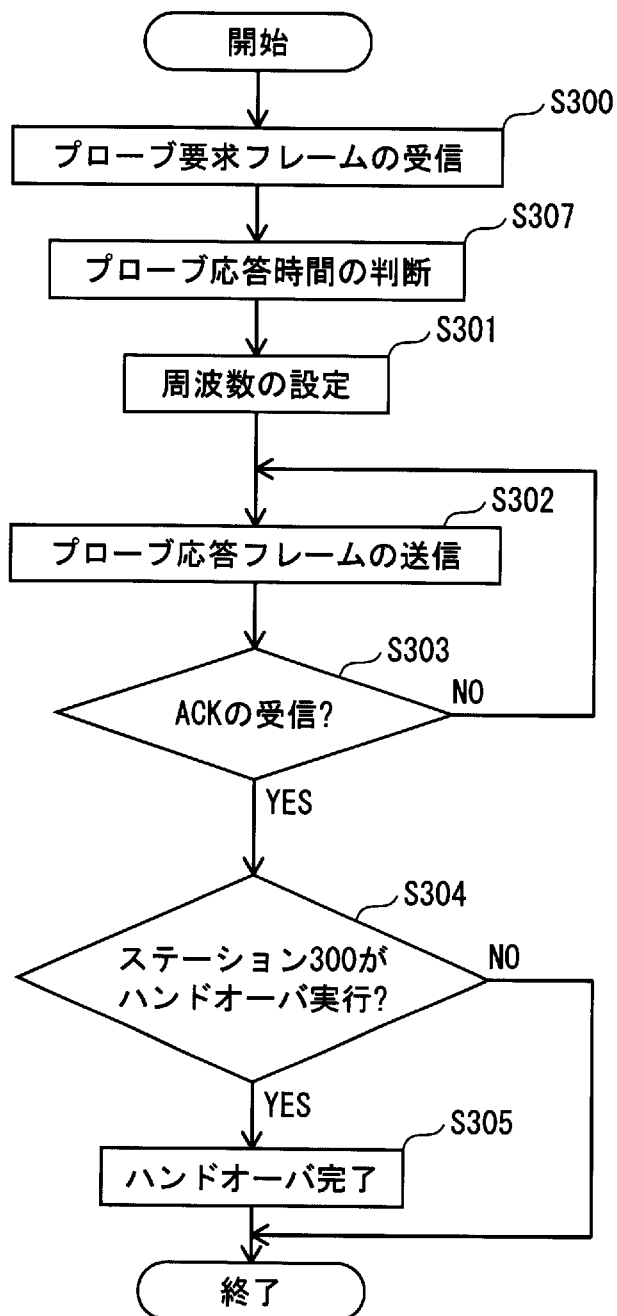 開始
S300
プローブ要求フレームの受信
S307
プローブ応答時間の判断
S301
周波数の設定
S302
プローブ応答フレームの送信
S303
ACKの受信?
NO
YES
S304
ステーション300が
ハンドオーバ実行?
NO
YES
S305
ハンドオーバ完了
終了